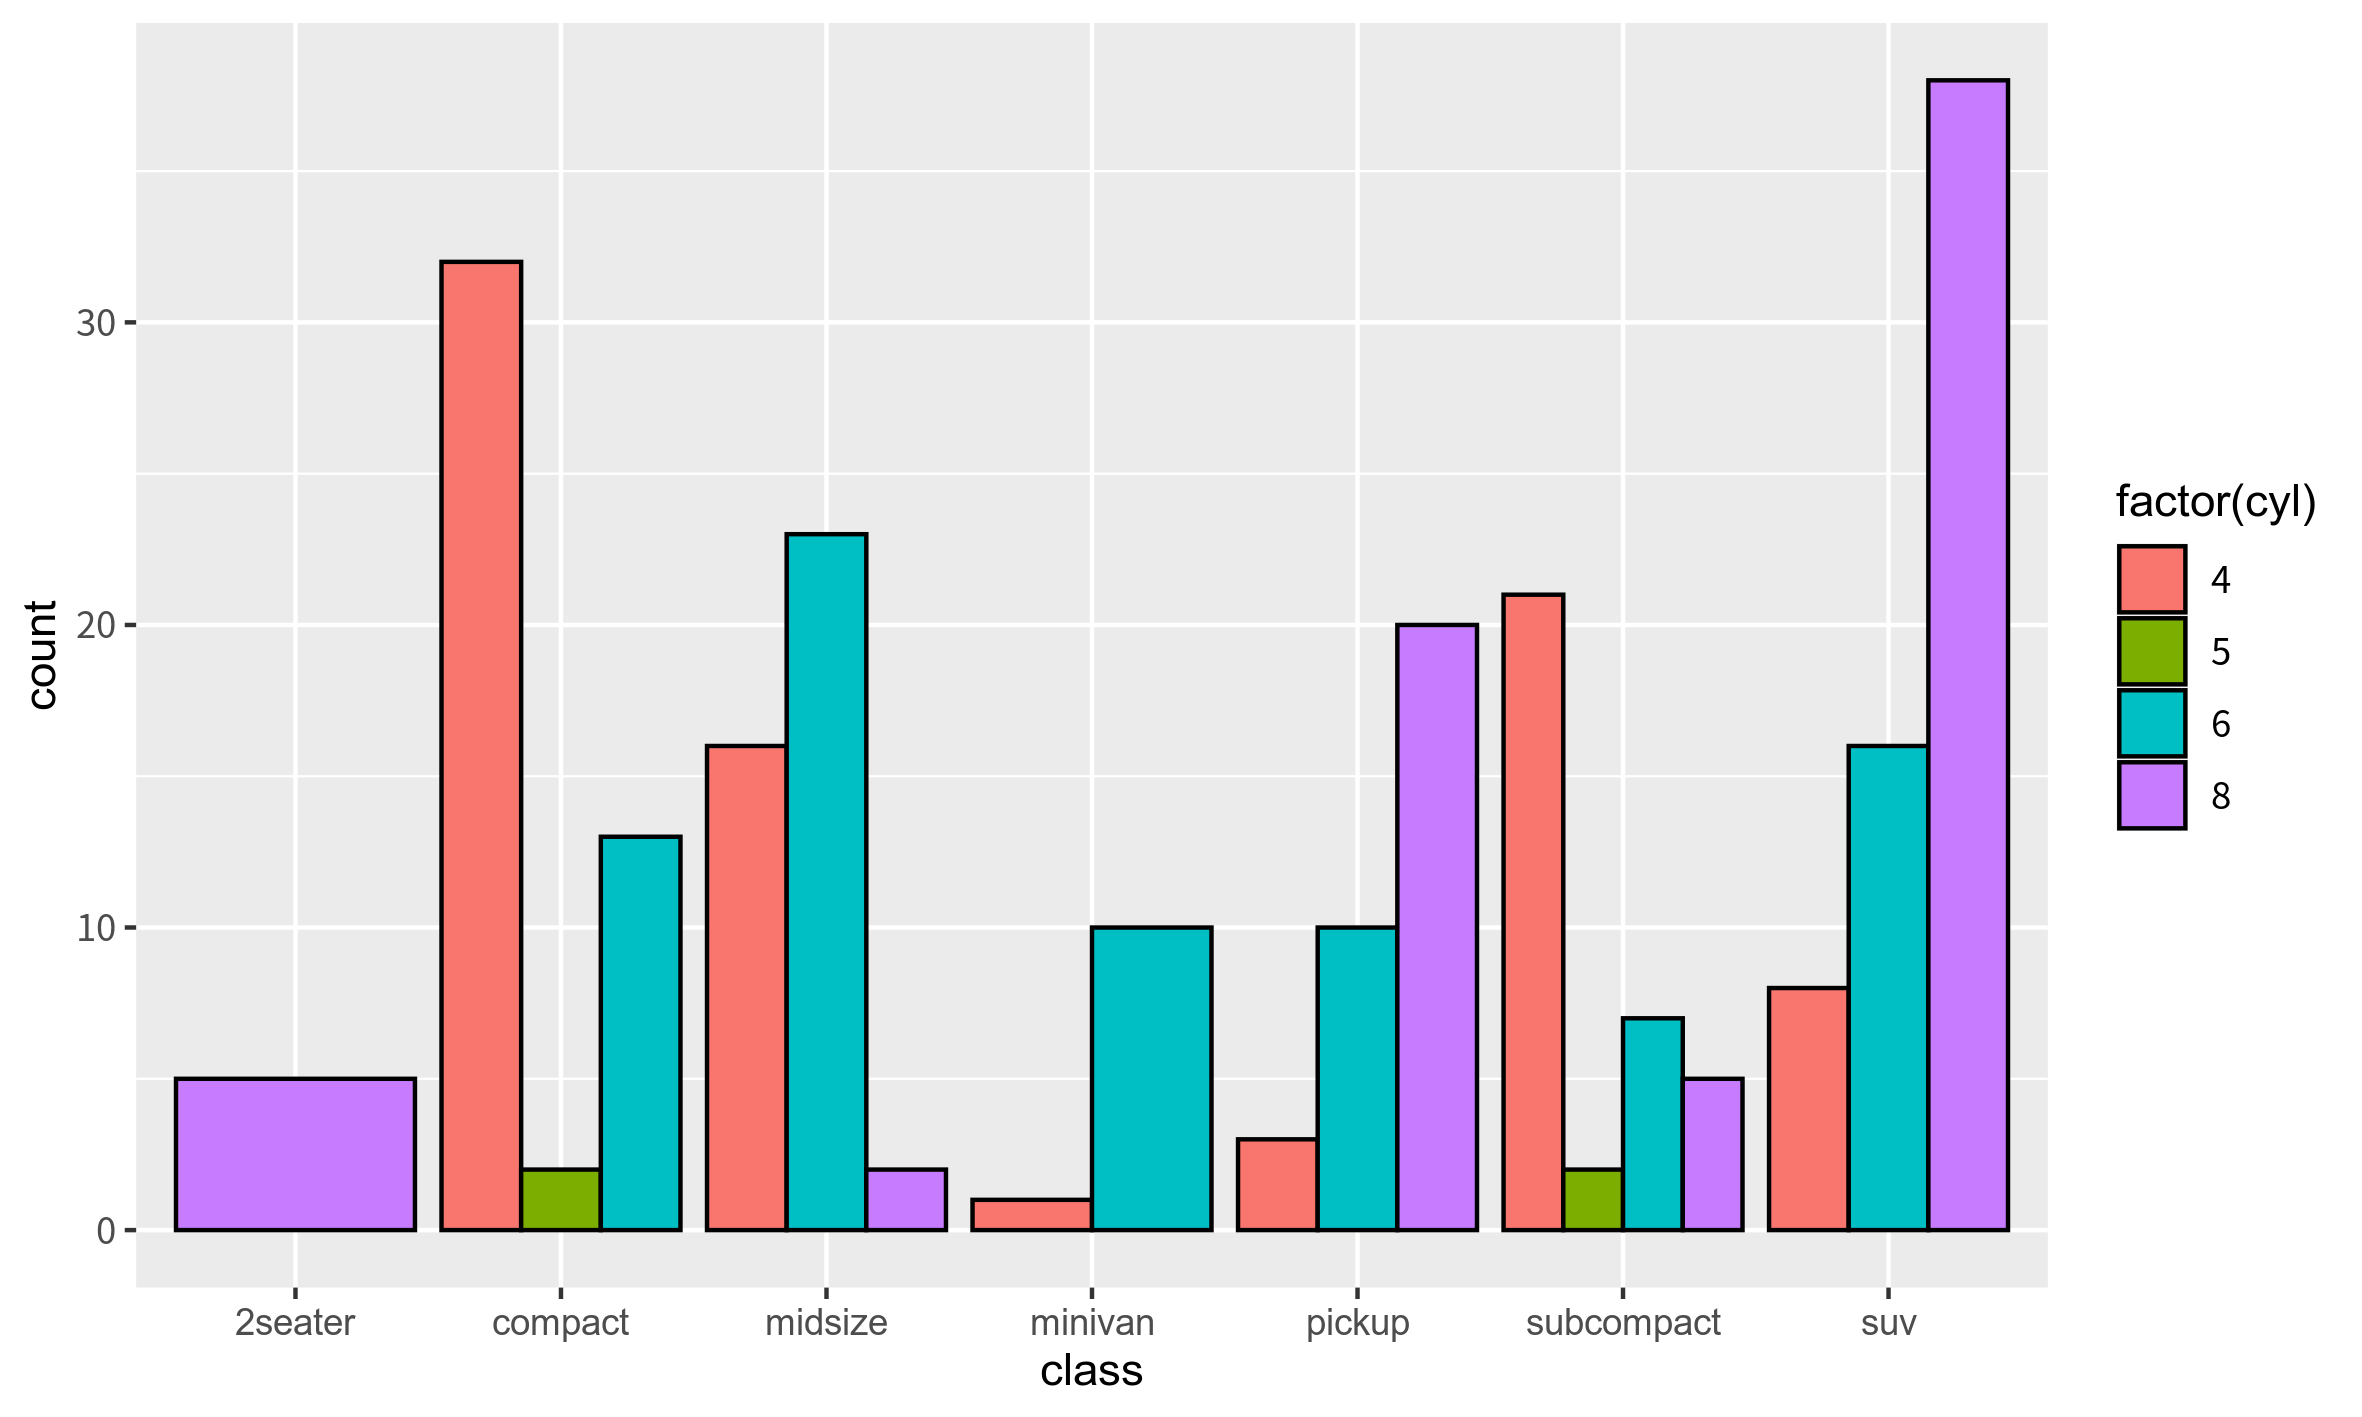 count
30
20
10
0
2seater compact midsize minivan pickup subcompact suv
class
factor(cyl)
4
5
6
8